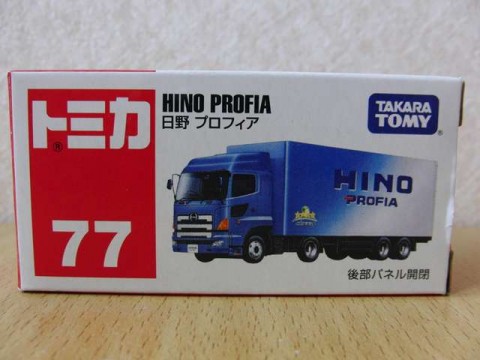 トミカ
®
77
HINO PROFIA
日野 プロフィア
TAKARA
TOMY
HINO
PROFIA
後部パネル開閉